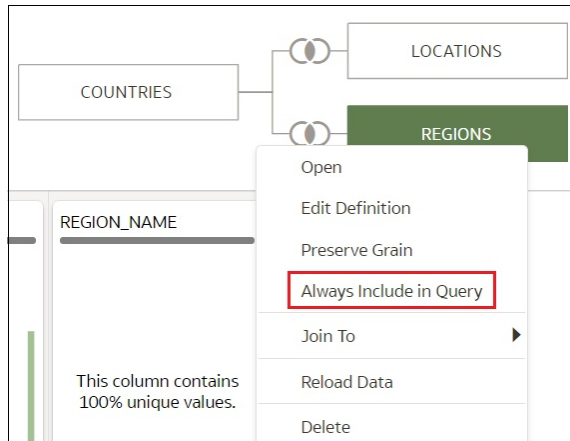 LOCATIONS
COUNTRIES
REGIONS
Open
REGION_NAME
Edit Definition
Preserve Grain
Always Include in Query
Join To
This column contains
100% unique values.
Reload Data
Delete